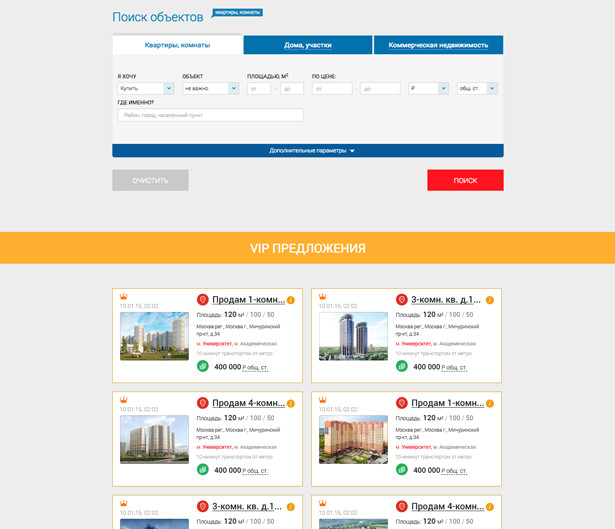 Поиск объектов
квартиры, комнаты
Квартиры, комнаты
Дома, участки
Коммерческая недвижимость
Я ХОЧУ
ОБЪЕКТ
ПЛОЩАДЬЮ, М²
ПО ЦЕНЕ:
Купить
не важно
от - до
от - до
₽
общ. ст.
ГДЕ ИМЕННО?
Район, город, населенный пункт
Дополнительные параметры
ОЧИСТИТЬ
ПОИСК
VIP ПРЕДЛОЖЕНИЯ
10.01.15, 02:02
Продам 1-комн...
Площадь: 120 м² / 100 / 50
Москва рег., Москва г., Мичуринский
пр-кт, д.34
м. Университет, м. Академическая
10 минут транспортом от метро
400 000 Р общ. ст.
10.01.15, 02:02
3-комн. кв. д.1...
Площадь: 120 м² / 100 / 50
Москва рег., Москва г., Мичуринский
пр-кт, д.34
м. Университет, м. Академическая
10 минут транспортом от метро
400 000 Р общ. ст.
10.01.15, 02:02
Продам 4-комн...
Площадь: 120 м² / 100 / 50
Москва рег., Москва г., Мичуринский
пр-кт, д.34
м. Университет, м. Академическая
10 минут транспортом от метро
400 000 Р общ. ст.
10.01.15, 02:02
Продам 1-комн...
Площадь: 120 м² / 100 / 50
Москва рег., Москва г., Мичуринский
пр-кт, д.34
м. Университет, м. Академическая
10 минут транспортом от метро
400 000 Р общ. ст.
10.01.15, 02:02
3-комн. кв. д.1...
Площадь: 120 м² / 100 / 50
10.01.15, 02:02
Продам 4-комн...
Площадь: 120 м² / 100 / 50